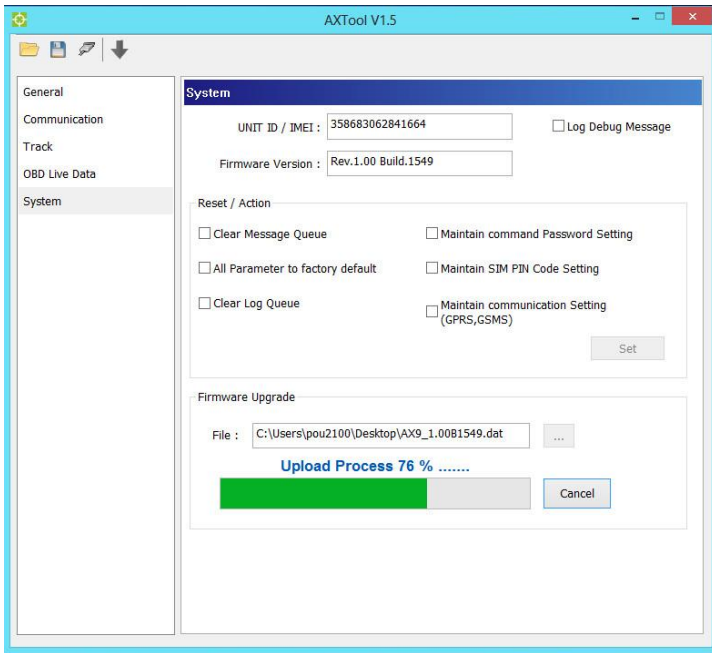 AXTool V1.5
General
Communication
Track
OBD Live Data
System
System
UNIT ID / IMEI : 358683062841664
Log Debug Message
Firmware Version : Rev.1.00 Build.1549
Reset / Action
Clear Message Queue
Maintain command Password Setting
All Parameter to factory default
Maintain SIM PIN Code Setting
Clear Log Queue
Maintain communication Setting
(GPRS,GSMS)
Set
Firmware Upgrade
File : C:\Users\pou2100\Desktop\AX9_1.00B1549.dat ...
Upload Process 76 % .......
Cancel